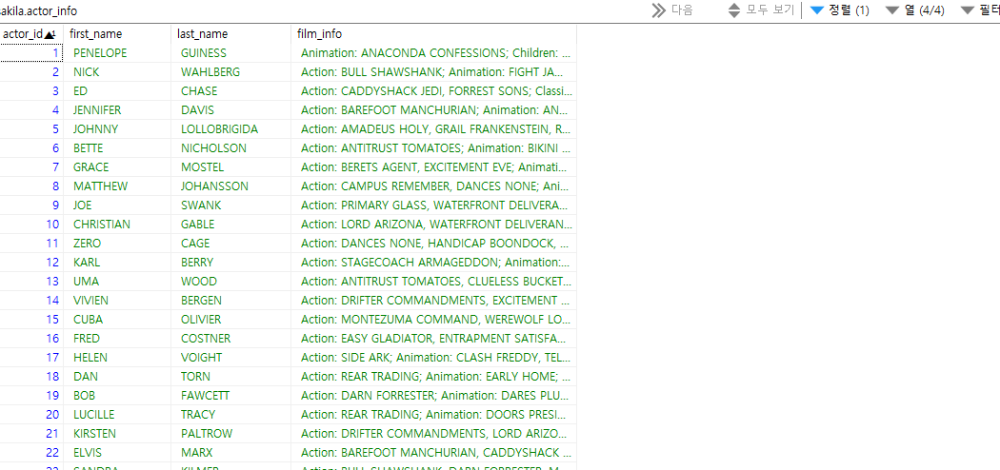 sakila.actor_info 다음 모두 보기 정렬 (1) 열 (4/4) 필터
actor_id 1 first_name last_name film_info
1 PENELOPE GUINESS Animation: ANACONDA CONFESSIONS; Children: ...
2 NICK WAHLBERG Action: BULL SHAWSHANK; Animation: FIGHT JA...
3 ED CHASE Action: CADDYSHACK JEDI, FORREST SONS; Classi...
4 JENNIFER DAVIS Action: BAREFOOT MANCHURIAN; Animation: AN...
5 JOHNNY LOLLOBRIGIDA Action: AMADEUS HOLY, GRAIL FRANKENSTEIN, R...
6 BETTE NICHOLSON Action: ANTITRUST TOMATOES; Animation: BIKINI ...
7 GRACE MOSTEL Action: BERETS AGENT, EXCITEMENT EVE; Animati...
8 MATTHEW JOHANSSON Action: CAMPUS REMEMBER, DANCES NONE; Ani...
9 JOE SWANK Action: PRIMARY GLASS, WATERFRONT DELIVERA...
10 CHRISTIAN GABLE Action: LORD ARIZONA, WATERFRONT DELIVERAN...
11 ZERO CAGE Action: DANCES NONE, HANDICAP BOONDOCK, ...
12 KARL BERRY Action: STAGECOACH ARMAGEDDON; Animation:...
13 UMA WOOD Action: ANTITRUST TOMATOES, CLUELESS BUCKET...
14 VIVIEN BERGEN Action: DRIFTER COMMANDMENTS, EXCITEMENT ...
15 CUBA OLIVIER Action: MONTEZUMA COMMAND, WEREWOLF LO...
16 FRED COSTNER Action: EASY GLADIATOR, ENTRAPMENT SATISFA...
17 HELEN VOIGHT Action: SIDE ARK; Animation: CLASH FREDDY, TEL...
18 DAN TORN Action: REAR TRADING; Animation: EARLY HOME; ...
19 BOB FAWCETT Action: DARN FORRESTER; Animation: DARES PLU...
20 LUCILLE TRACY Action: REAR TRADING; Animation: DOORS PRESI...
21 KIRSTEN PALTROW Action: DRIFTER COMMANDMENTS, LORD ARIZO...
22 ELVIS MARX Action: BAREFOOT MANCHURIAN, CADDYSHACK ...
23 SANDRA KILMER Action: BULL SHAWSHANK, DARN FORRESTER, M...